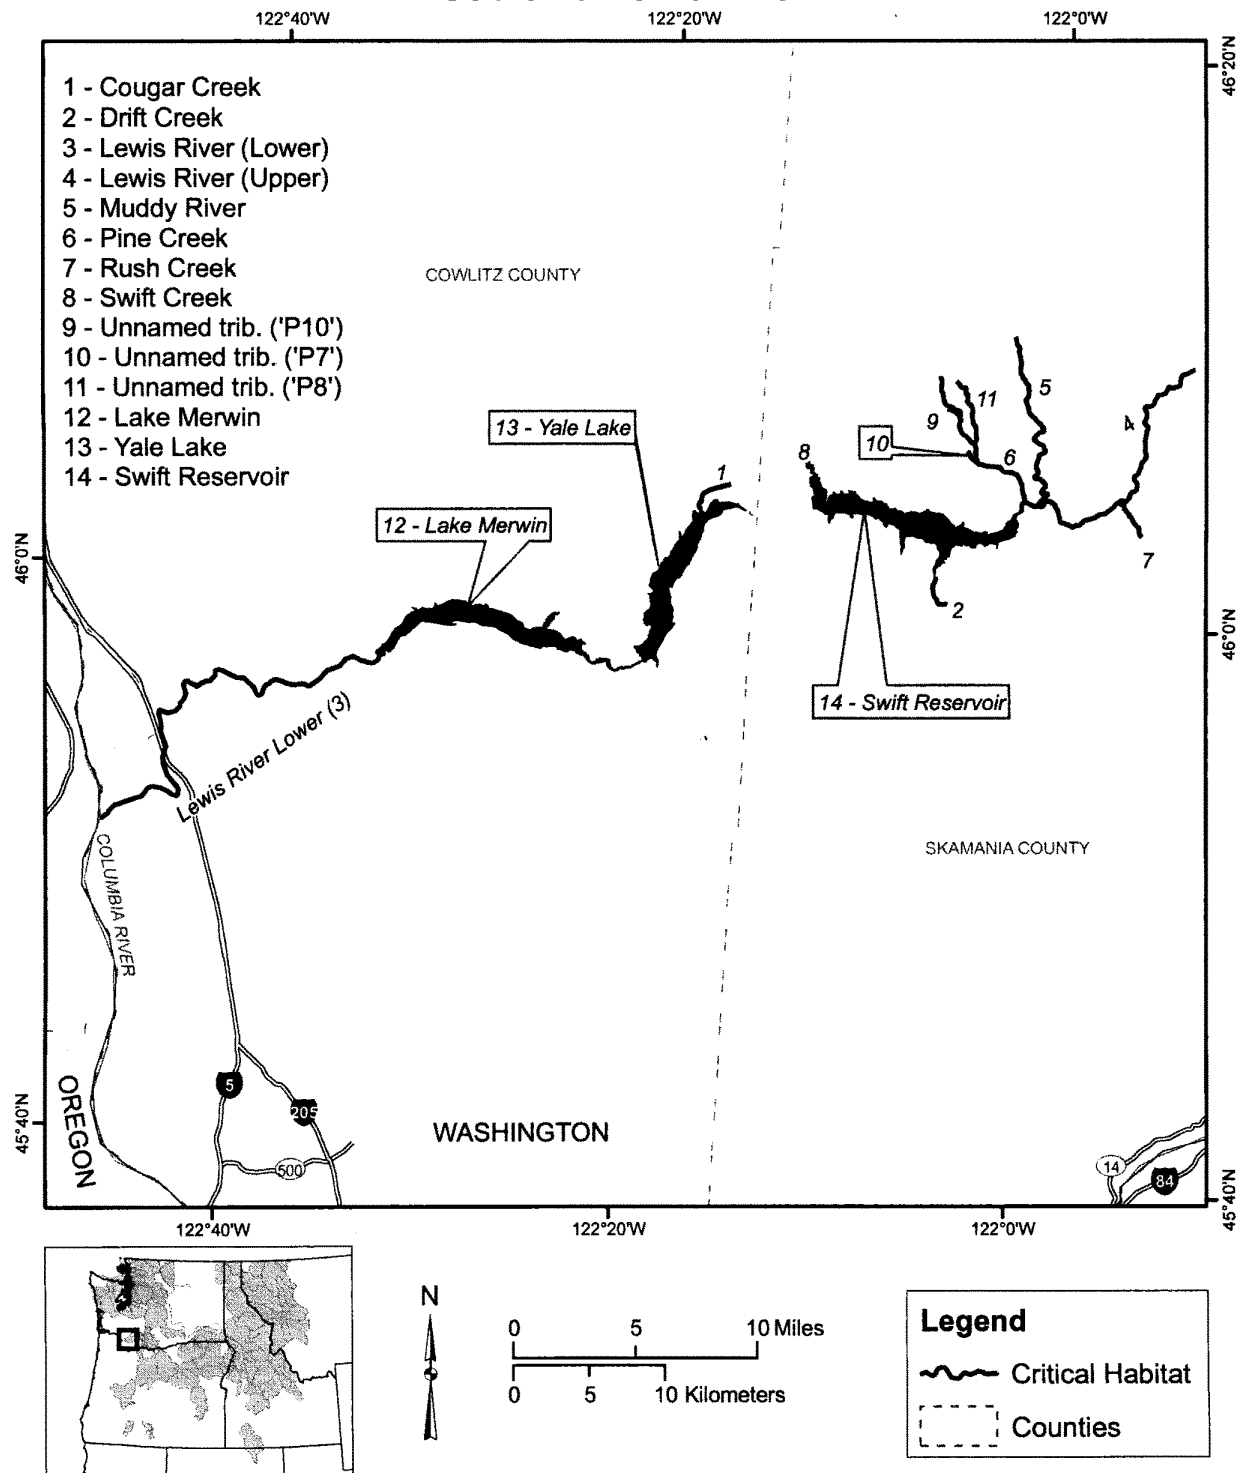 122°40'W
122°20'W
122°0'W
46°20'N
1 - Cougar Creek
2 - Drift Creek
3 - Lewis River (Lower)
4 - Lewis River (Upper)
5 - Muddy River
6 - Pine Creek
7 - Rush Creek
8 - Swift Creek
9 - Unnamed trib. ('P10')
10 - Unnamed trib. ('P7')
11 - Unnamed trib. ('P8')
12 - Lake Merwin
13 - Yale Lake
14 - Swift Reservoir
COWLITZ COUNTY
5
11
4
9
13 - Yale Lake
10
6
8
1
12 - Lake Merwin
46°0'N
7
2
46°0'N
14 - Swift Reservoir
Lewis River Lower (3)
COLUMBIA RIVER
SKAMANIA COUNTY
5
205
OREGON
WASHINGTON
45°40'N
500
14
84
45°40'N
122°40'W
122°20'W
122°0'W
N
0 5 10 Miles
0 5 10 Kilometers
Legend
Critical Habitat
Counties